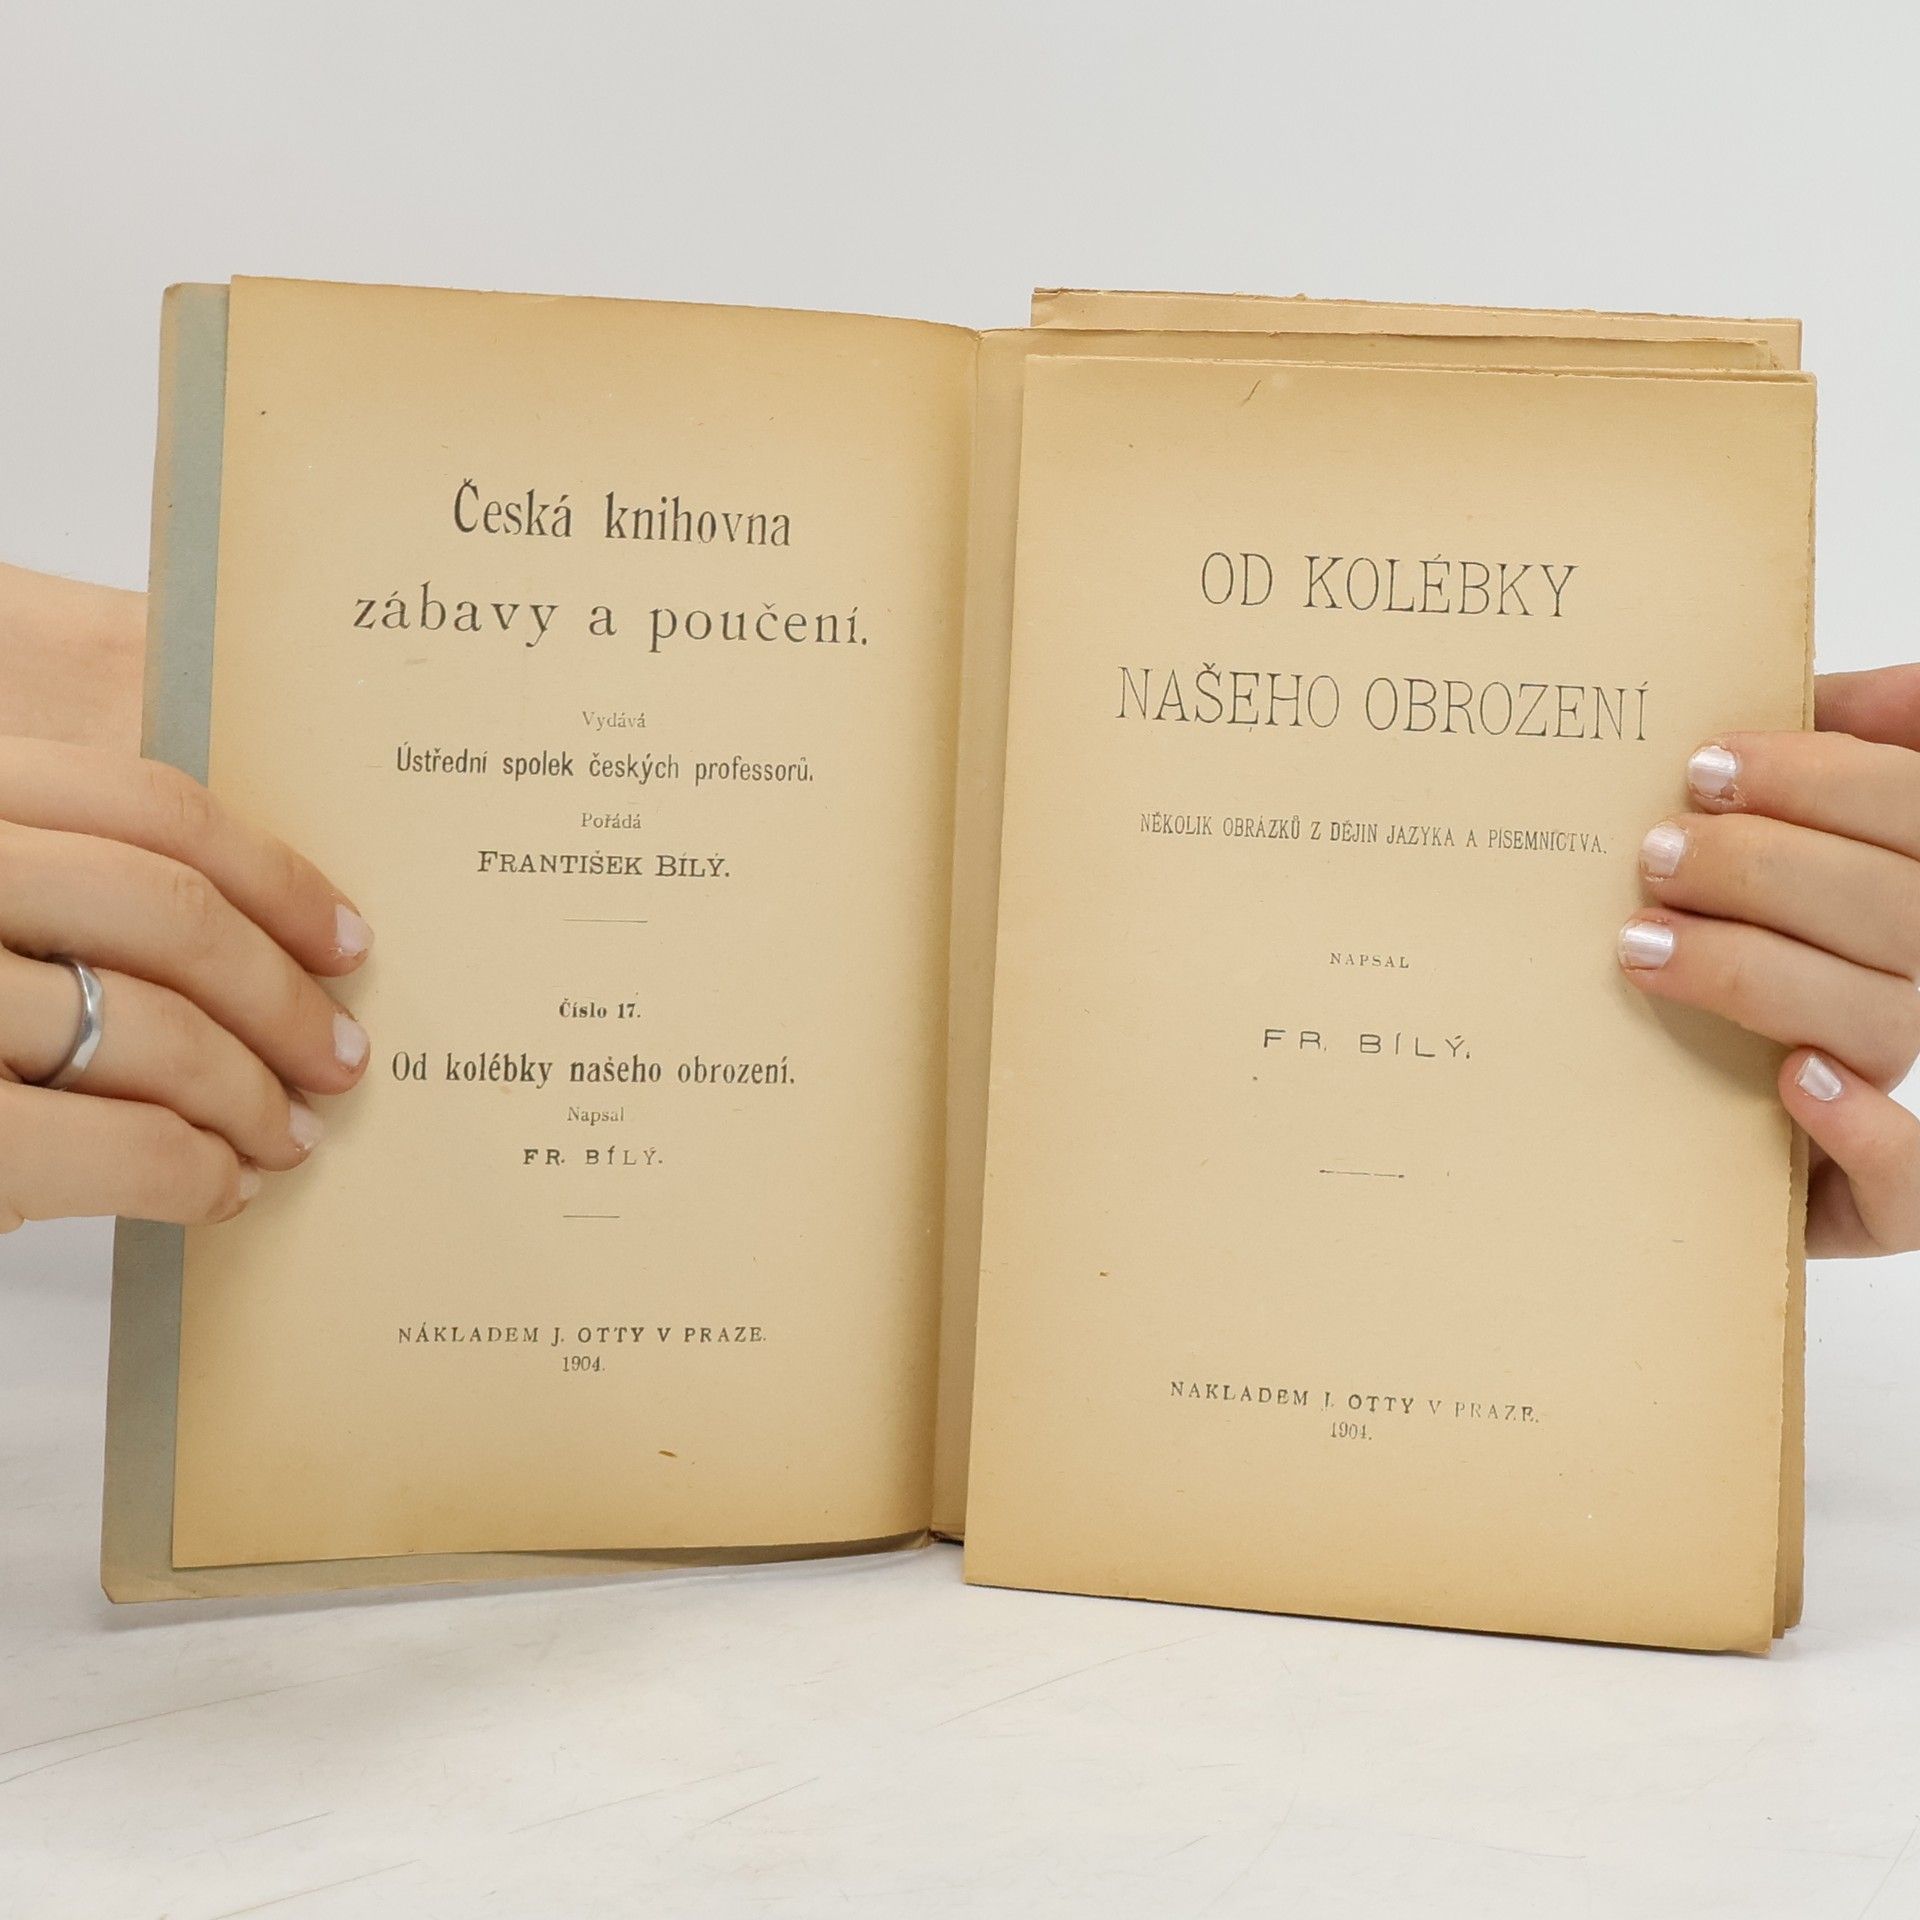 Česká knihovna
zábavy a poučení.
Vydává
Ústřední spolek českých professorů.
Pořádá
FRANTIŠEK BÍLÝ.
Číslo 17.
Od kolébky našeho obrození.
Napsal
FR. BÍLÝ.
NÁKLADEM J. OTTY V PRAZE.
1904.
OD KOLÉBKY
NAŠEHO OBROZENÍ
NĚKOLIK OBRÁZKŮ Z DĚJIN JAZYKA A PÍSEMNICTVA.
NAPSAL
FR. BÍLÝ.
NAKLADEM J. OTTY V PRAZE.
1904.